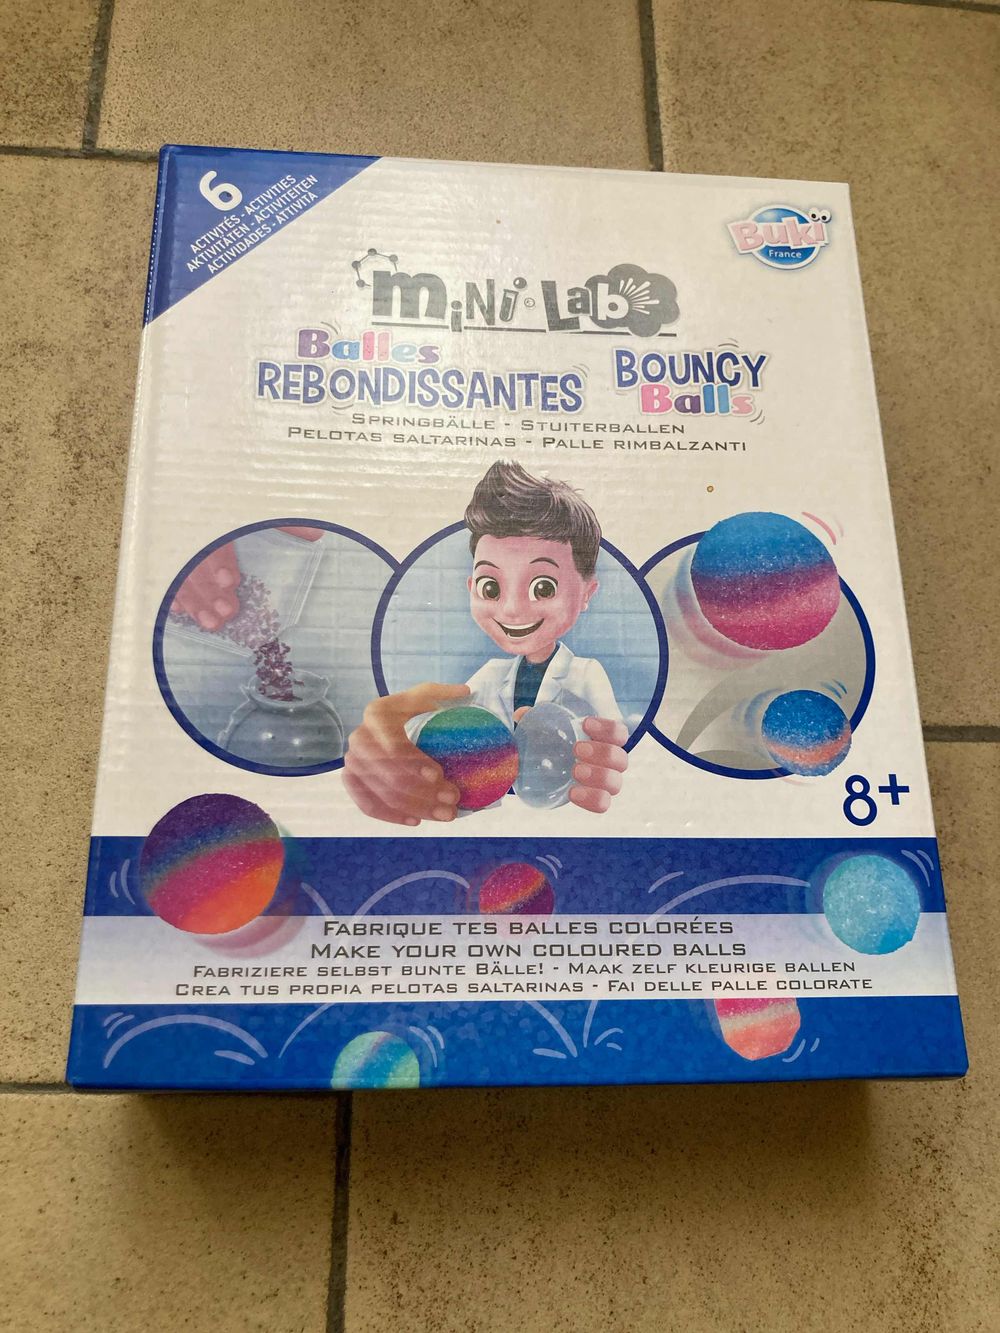 6
ACTIVITÉS - ACTIVITIES
AKTIVITÄTEN - ACTIVITEITEN
ACTIVIDADES - ATTIVITÀ
Buki
France
mini Lab
Balles
REBONDISSANTES
BOUNCY
Balls
SPRINGBÄLLE - STUITERBALLEN
PELOTAS SALTARINAS - PALLE RIMBALZANTI
8+
FABRIQUE TES BALLES COLORÉES
MAKE YOUR OWN COLOURED BALLS
FABRIZIERE SELBST BUNTE BÄLLE! - MAAK ZELF KLEURIGE BALLEN
CREA TUS PROPIA PELOTAS SALTARINAS - FAI DELLE PALLE COLORATE